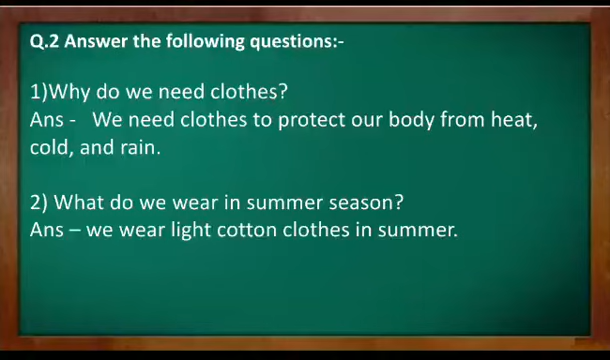 Q.2 Answer the following questions:-
1)Why do we need clothes?
Ans - We need clothes to protect our body from heat,
cold, and rain.
2) What do we wear in summer season?
Ans – we wear light cotton clothes in summer.